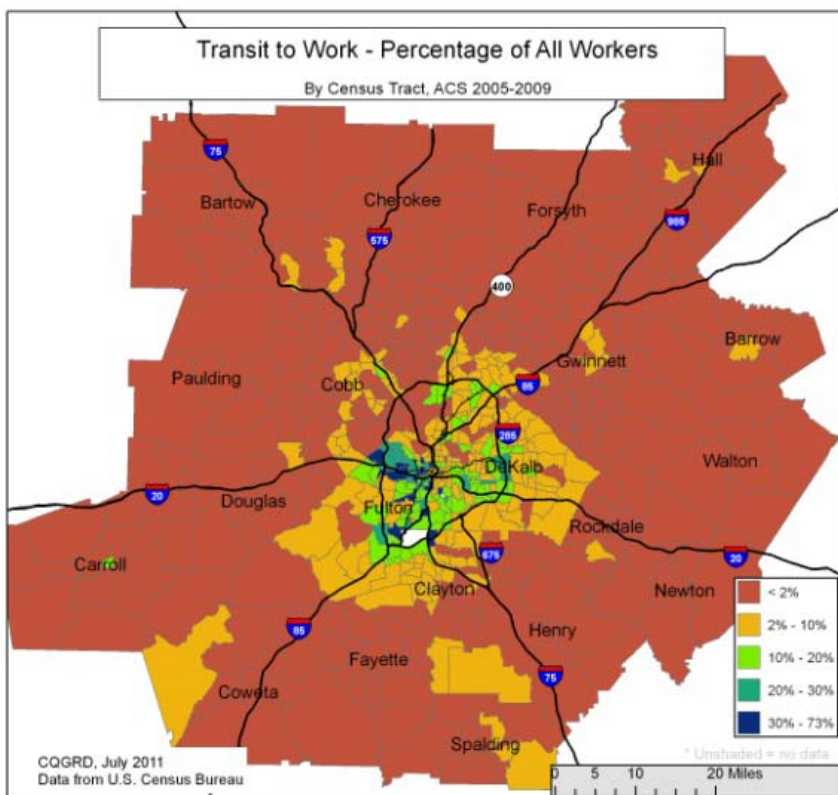 Transit to Work - Percentage of All Workers
By Census Tract, ACS 2005-2009
75
Hall
Bartow
Cherokee
Forsyth
985
575
400
Barrow
Gwinnett
Paulding
Cobb
85
285
DeKalb
Walton
20
Douglas
Fulton
Rockdale
675
20
Carroll
Clayton
Newton
85
Henry
Fayette
75
Coweta
Spalding
< 2%
2% - 10%
10% - 20%
20% - 30%
30% - 73%
* Unshaded = no data
CQGRD, July 2011
Data from U.S. Census Bureau
0 5 10 20 Miles